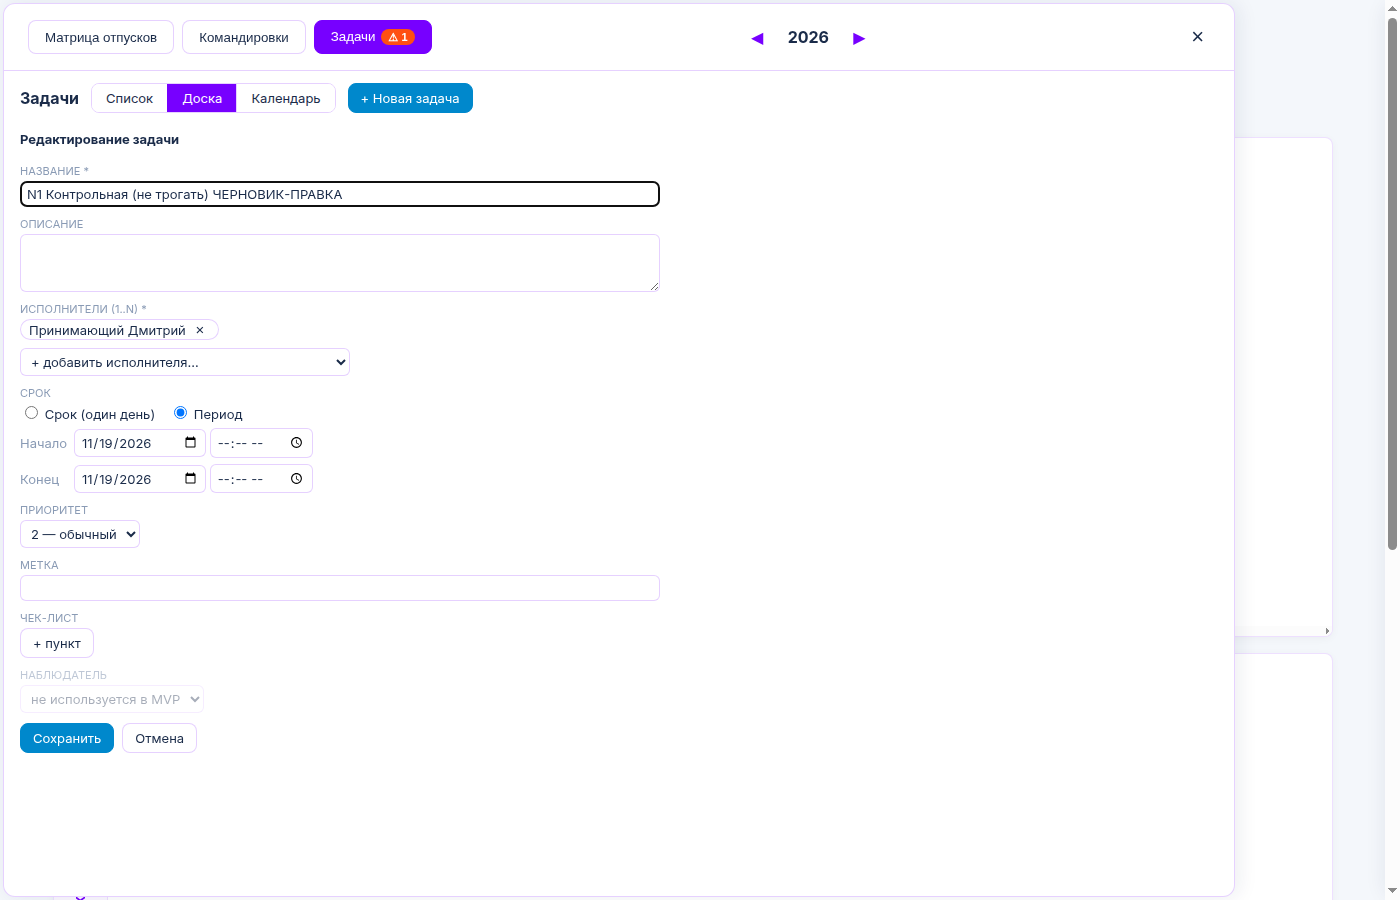 Матрица отпусков Командировки Задачи ⚠ 1 ◀ 2026 ▶ ✕
Задачи Список Доска Календарь + Новая задача
Редактирование задачи
НАЗВАНИЕ *
N1 Контрольная (не трогать) ЧЕРНОВИК-ПРАВКА
ОПИСАНИЕ
ИСПОЛНИТЕЛИ (1..N) *
Принимающий Дмитрий ✕
+ добавить исполнителя...
СРОК
Срок (один день) Период
Начало 11/19/2026 --:-- --
Конец 11/19/2026 --:-- --
ПРИОРИТЕТ
2 — обычный
МЕТКА
ЧЕК-ЛИСТ
+ пункт
НАБЛЮДАТЕЛЬ
не используется в MVP
Сохранить Отмена